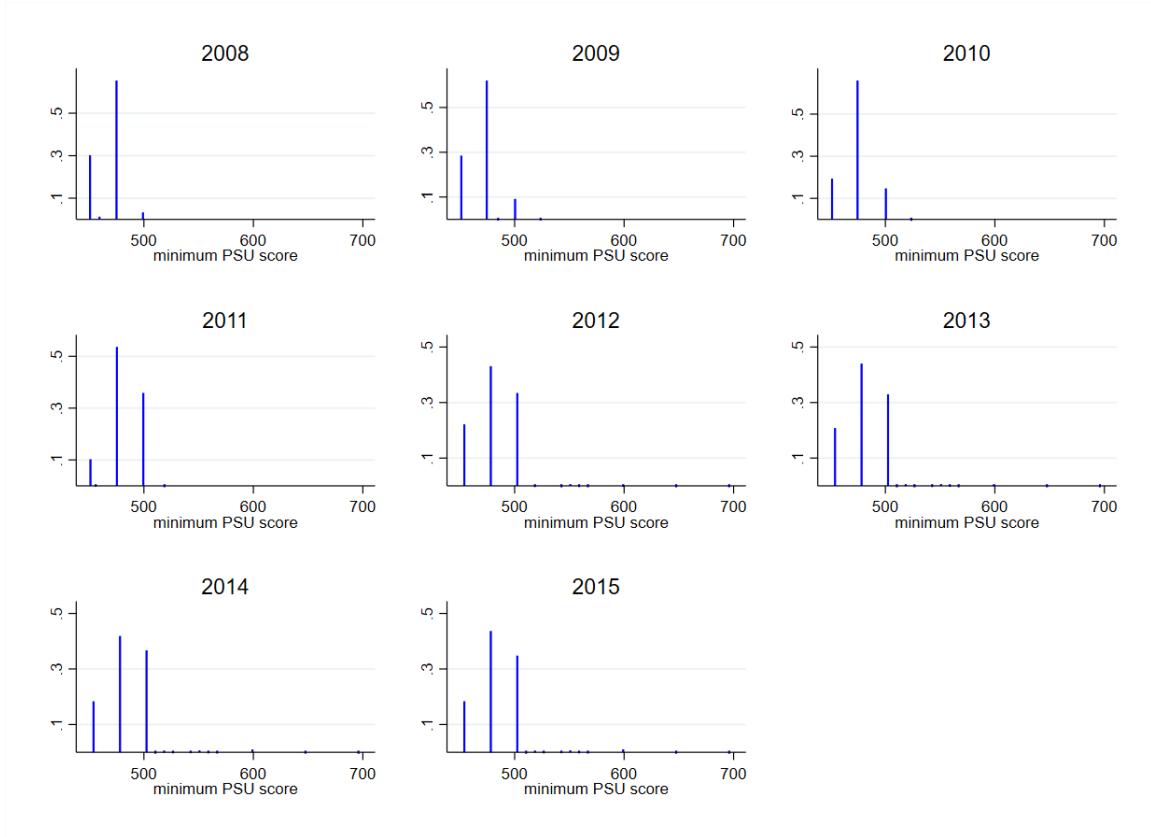 2008 2009 2010
.5 .5 .5
.3 .3 .3
.1 .1 .1
500 600 700 500 600 700 500 600 700
minimum PSU score minimum PSU score minimum PSU score
2011 2012 2013
.5 .5 .5
.3 .3 .3
.1 .1 .1
500 600 700 500 600 700 500 600 700
minimum PSU score minimum PSU score minimum PSU score
2014 2015
.5 .5
.3 .3
.1 .1
500 600 700 500 600 700
minimum PSU score minimum PSU score